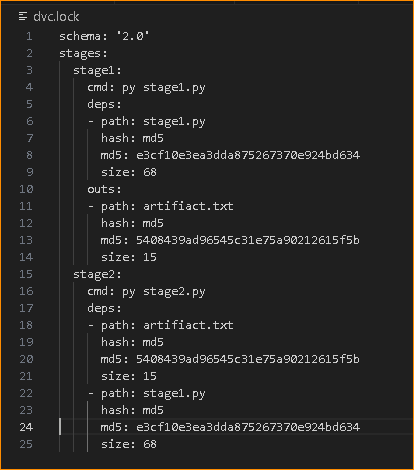 dvc.lock
1 schema: '2.0'
2 stages:
3   stage1:
4     cmd: py stage1.py
5     deps:
6     - path: stage1.py
7       hash: md5
8       md5: e3cf10e3ea3dda875267370e924bd634
9       size: 68
10     outs:
11     - path: artifiact.txt
12       hash: md5
13       md5: 5408439ad96545c31e75a90212615f5b
14       size: 15
15   stage2:
16     cmd: py stage2.py
17     deps:
18     - path: artifiact.txt
19       hash: md5
20       md5: 5408439ad96545c31e75a90212615f5b
21       size: 15
22     - path: stage1.py
23       hash: md5
24       md5: e3cf10e3ea3dda875267370e924bd634
25       size: 68